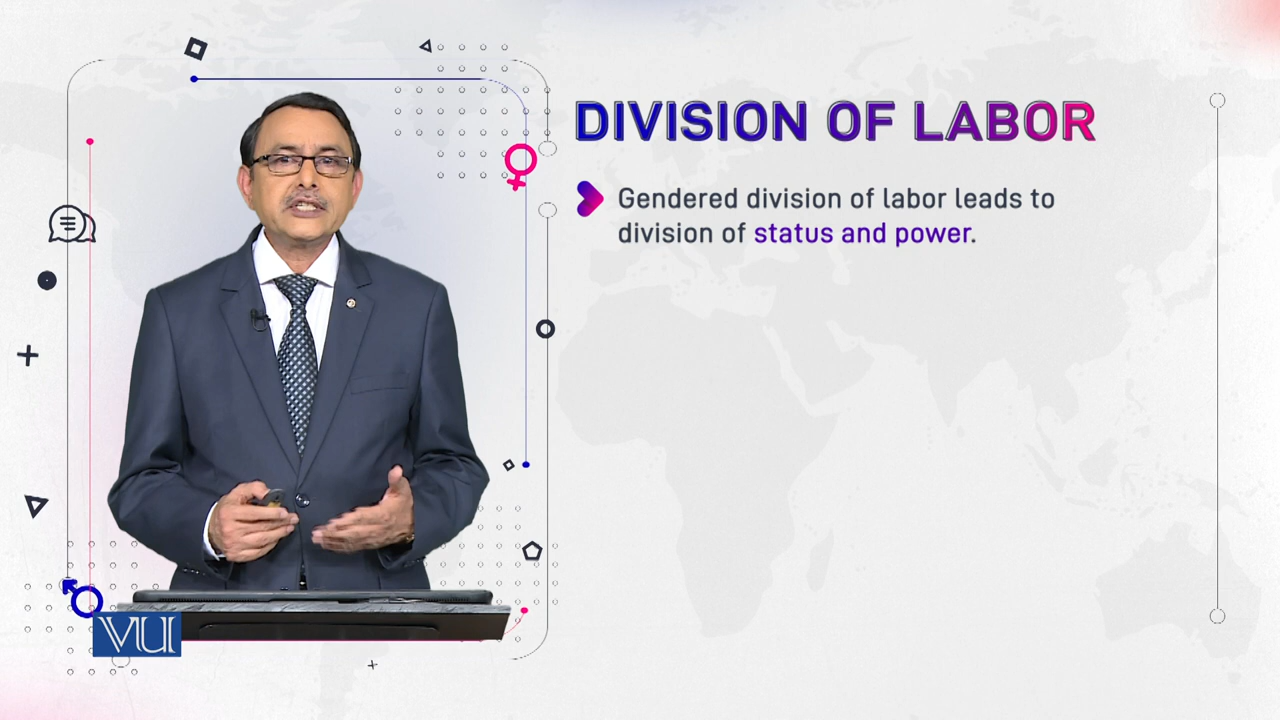 DIVISION OF LABOR
Gendered division of labor leads to
division of status and power.
VU